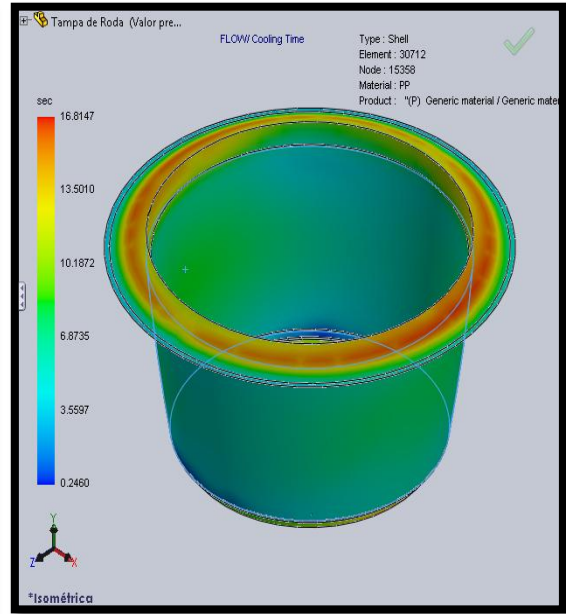 Tampa de Roda (Valor pre...
FLOW/ Cooling Time
Type : Shell
Element : 30712
Node : 15358
Material : PP
Product : "(P) Generic material / Generic mater
sec
16.8147
13.5010
10.1872
6.8735
3.5597
0.2460
Y
Z
X
*Isométrica